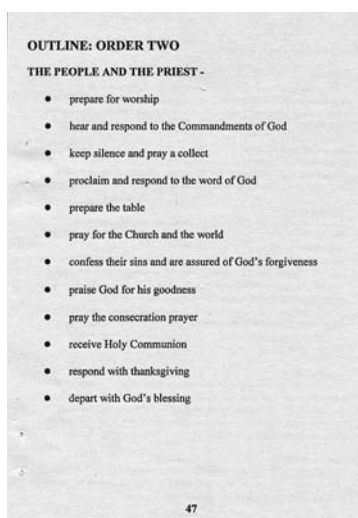 OUTLINE: ORDER TWO
THE PEOPLE AND THE PRIEST -
● prepare for worship
● hear and respond to the Commandments of God
● keep silence and pray a collect
● proclaim and respond to the word of God
● prepare the table
● pray for the Church and the world
● confess their sins and are assured of God's forgiveness
● praise God for his goodness
● pray the consecration prayer
● receive Holy Communion
● respond with thanksgiving
● depart with God's blessing
47